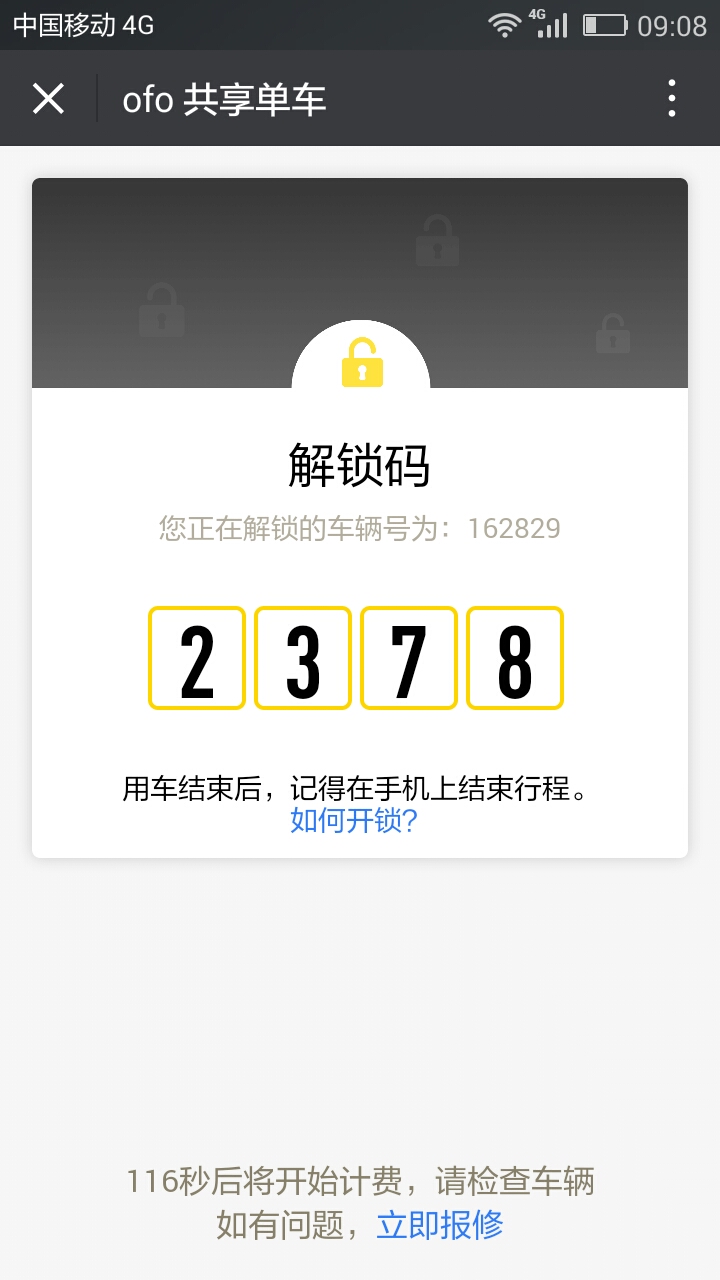 中国移动 4G
4G
09:08
ofo 共享单车
解锁码
您正在解锁的车辆号为：162829
2 3 7 8
用车结束后，记得在手机上结束行程。
如何开锁?
116秒后将开始计费，请检查车辆
如有问题，立即报修